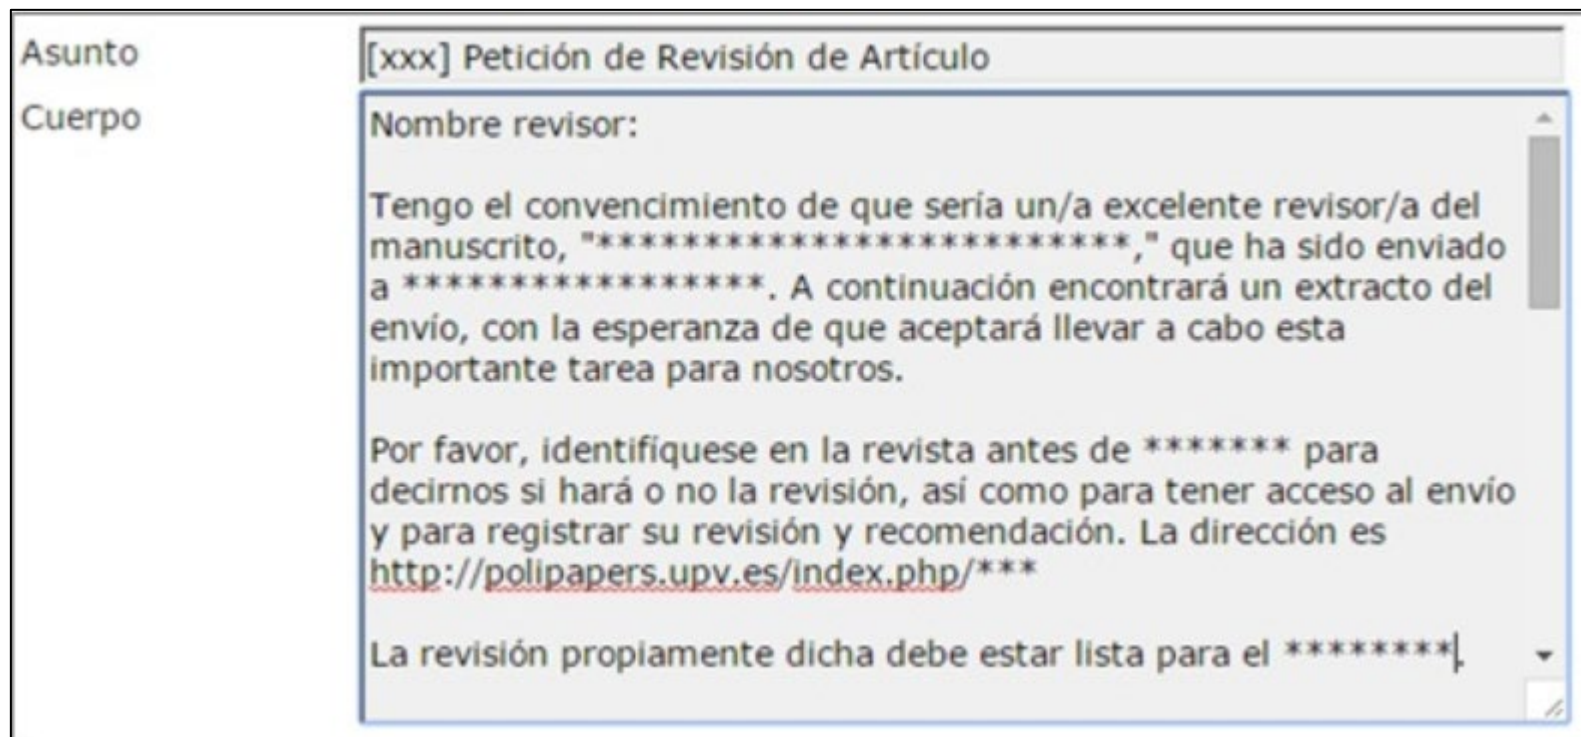 Asunto
[xxx] Petición de Revisión de Artículo
Cuerpo
Nombre revisor:
Tengo el convencimiento de que sería un/a excelente revisor/a del
manuscrito, "*************************," que ha sido enviado
a *****************. A continuación encontrará un extracto del
envío, con la esperanza de que aceptará llevar a cabo esta
importante tarea para nosotros.
Por favor, identifíquese en la revista antes de ******* para
decirnos si hará o no la revisión, así como para tener acceso al envío
y para registrar su revisión y recomendación. La dirección es
http://polipapers.upv.es/index.php/***
La revisión propiamente dicha debe estar lista para el ********.